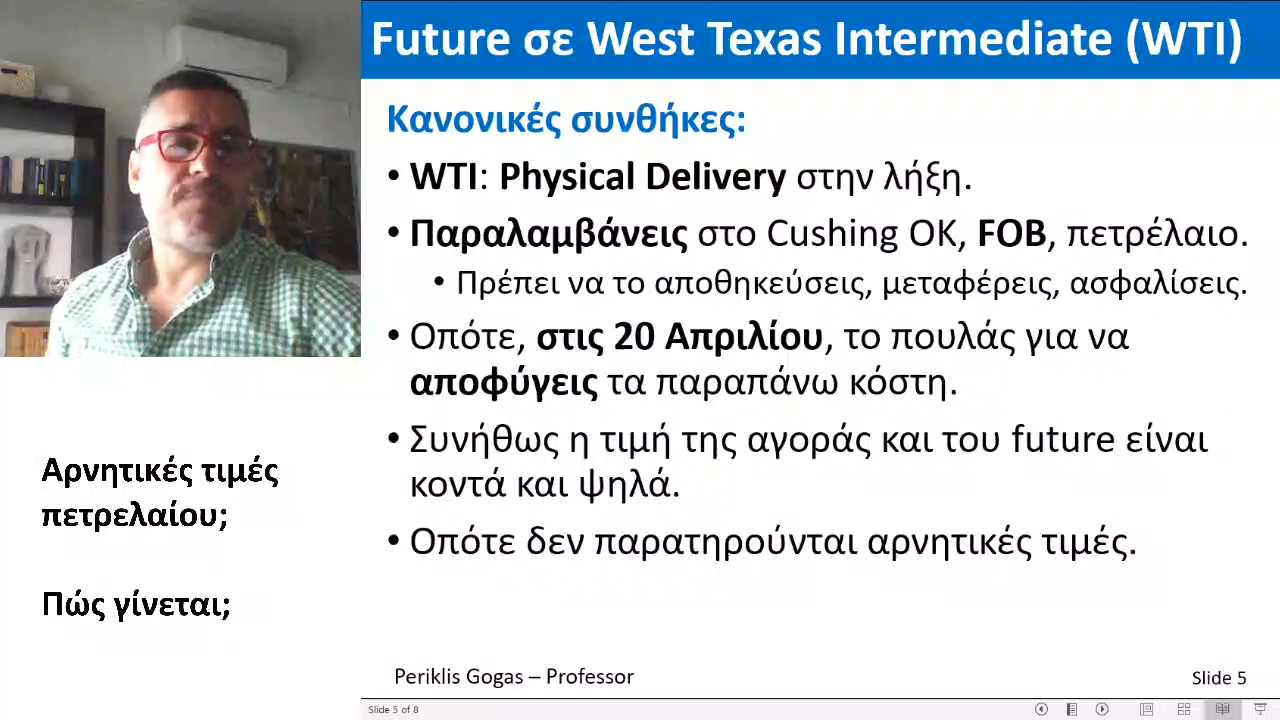 Future σε West Texas Intermediate (WTI)
Κανονικές συνθήκες:
• WTI: Physical Delivery στην λήξη.
• Παραλαμβάνεις στο Cushing OK, FOB, πετρέλαιο.
• Πρέπει να το αποθηκεύσεις, μεταφέρεις, ασφαλίσεις.
• Οπότε, στις 20 Απριλίου, το πουλάς για να
αποφύγεις τα παραπάνω κόστη.
• Συνήθως η τιμή της αγοράς και του future είναι
κοντά και ψηλά.
• Οπότε δεν παρατηρούνται αρνητικές τιμές.
Αρνητικές τιμές
πετρελαίου;
Πώς γίνεται;
Periklis Gogas – Professor
Slide 5
Slide 5 of 8